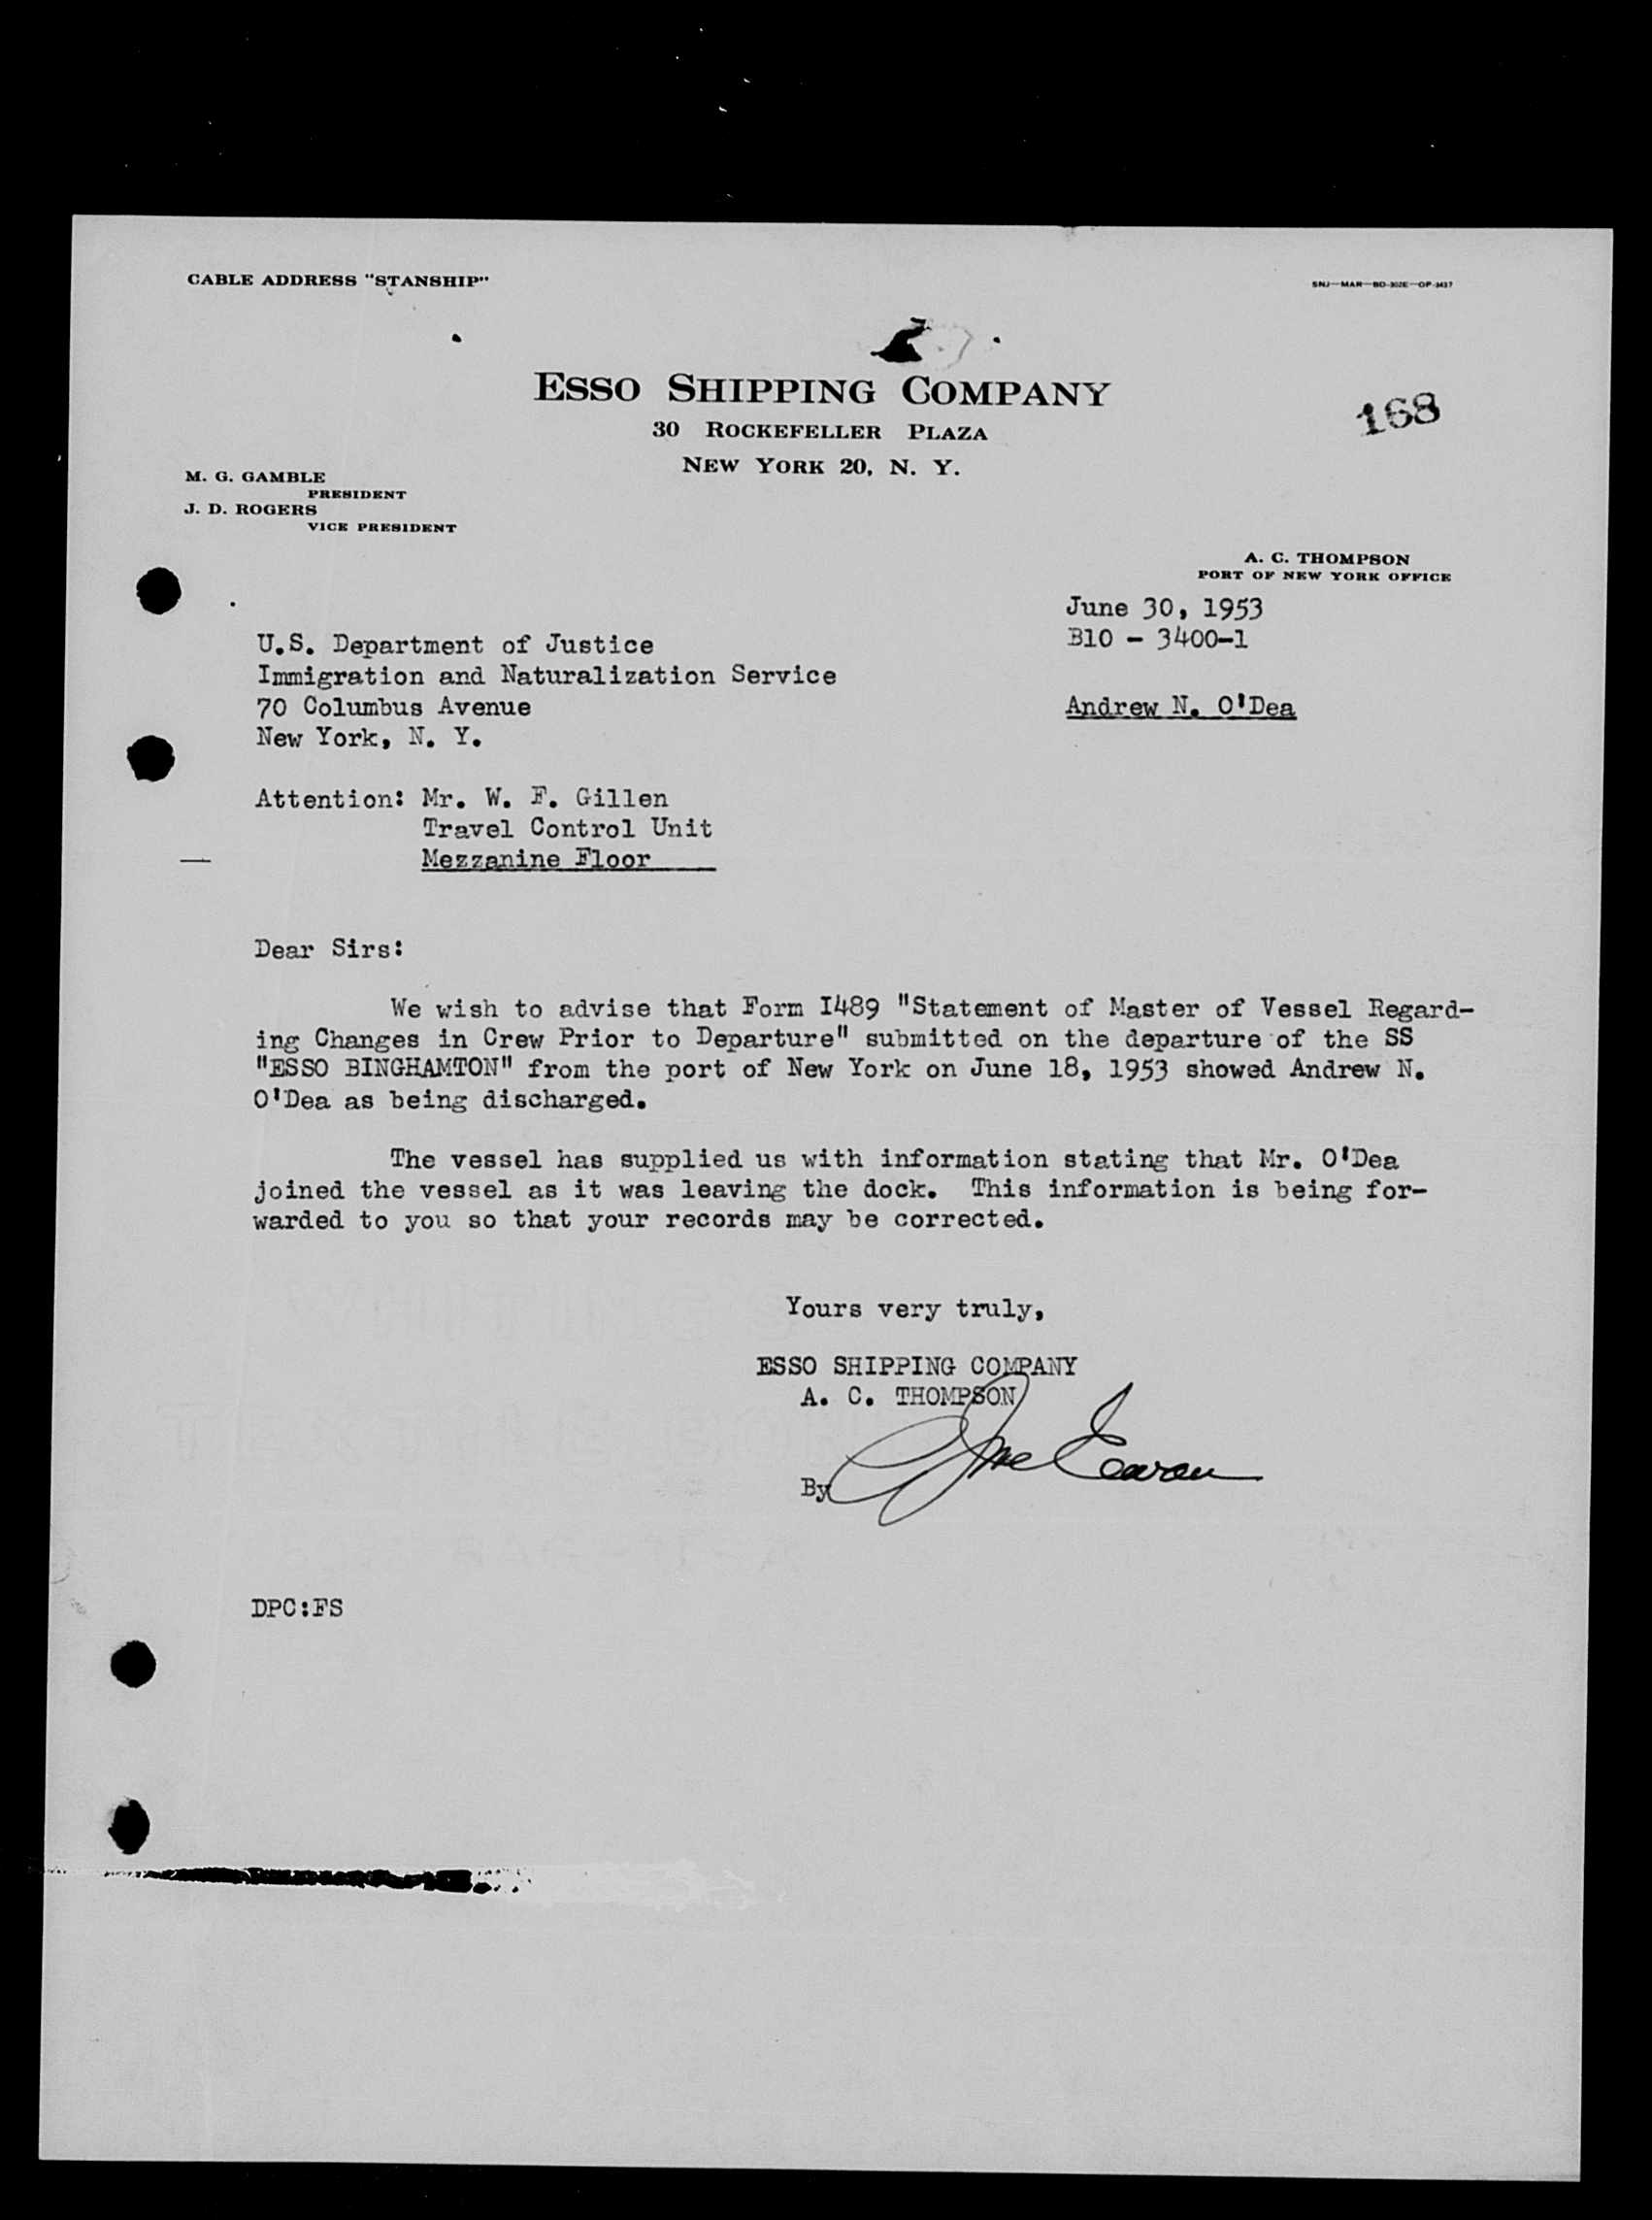 CABLE ADDRESS "STANSHIP"
ESSO SHIPPING COMPANY
30 ROCKEFELLER PLAZA
NEW YORK 20, N. Y.
168
M. G. GAMBLE
PRESIDENT
J. D. ROGERS
VICE PRESIDENT
A. C. THOMPSON
PORT OF NEW YORK OFFICE
June 30, 1953
B10 - 3400-1
U.S. Department of Justice
Immigration and Naturalization Service
70 Columbus Avenue
New York, N. Y.
Andrew N. O'Dea
Attention: Mr. W. F. Gillen
Travel Control Unit
Mezzanine Floor
Dear Sirs:
We wish to advise that Form I489 "Statement of Master of Vessel Regard-
ing Changes in Crew Prior to Departure" submitted on the departure of the SS
"ESSO BINGHAMTON" from the port of New York on June 18, 1953 showed Andrew N.
O'Dea as being discharged.
The vessel has supplied us with information stating that Mr. O'Dea
joined the vessel as it was leaving the dock. This information is being for-
warded to you so that your records may be corrected.
Yours very truly,
ESSO SHIPPING COMPANY
A. C. THOMPSON
By
DPC:FS